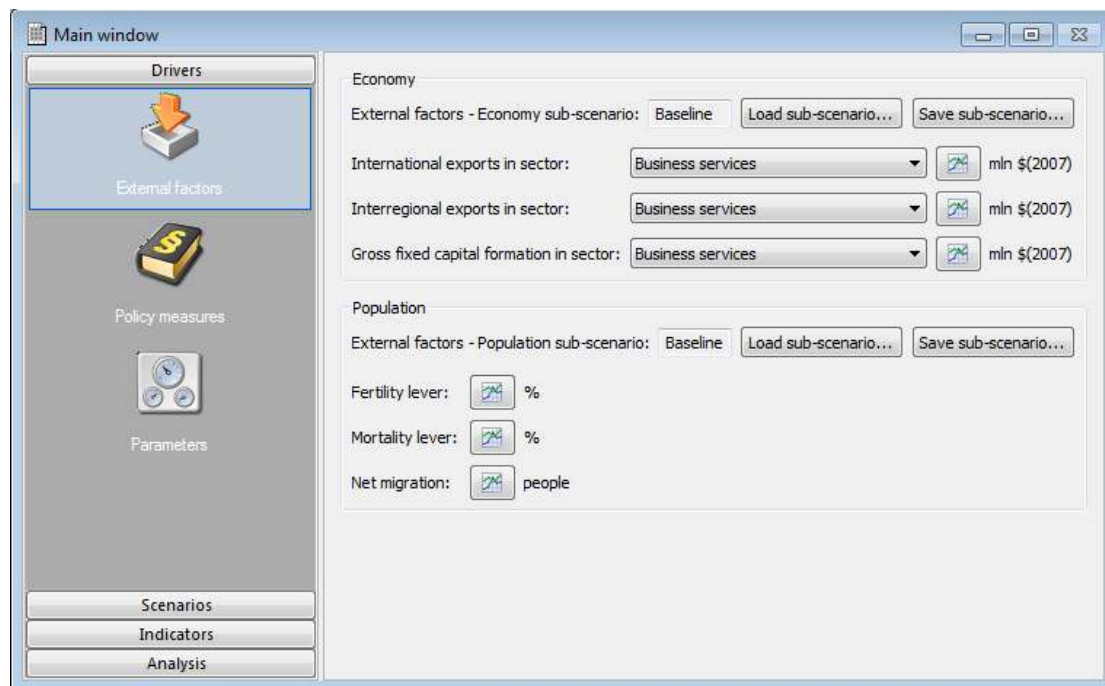 Main window
Drivers
External factors
Policy measures
Parameters
Scenarios
Indicators
Analysis
Economy
External factors - Economy sub-scenario: Baseline Load sub-scenario... Save sub-scenario...
International exports in sector: Business services mln $(2007)
Interregional exports in sector: Business services mln $(2007)
Gross fixed capital formation in sector: Business services mln $(2007)
Population
External factors - Population sub-scenario: Baseline Load sub-scenario... Save sub-scenario...
Fertility lever: %
Mortality lever: %
Net migration: people